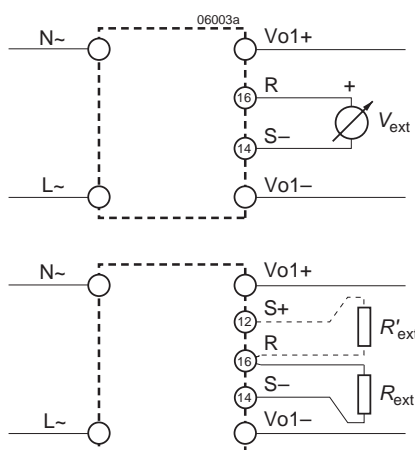 06003a
N~ Vo1+
16 R +
Vext
14 S–
L~ Vo1–
N~ Vo1+
S+
12
R'ext
R
16
S–
14 Rext
Vo1–
L~